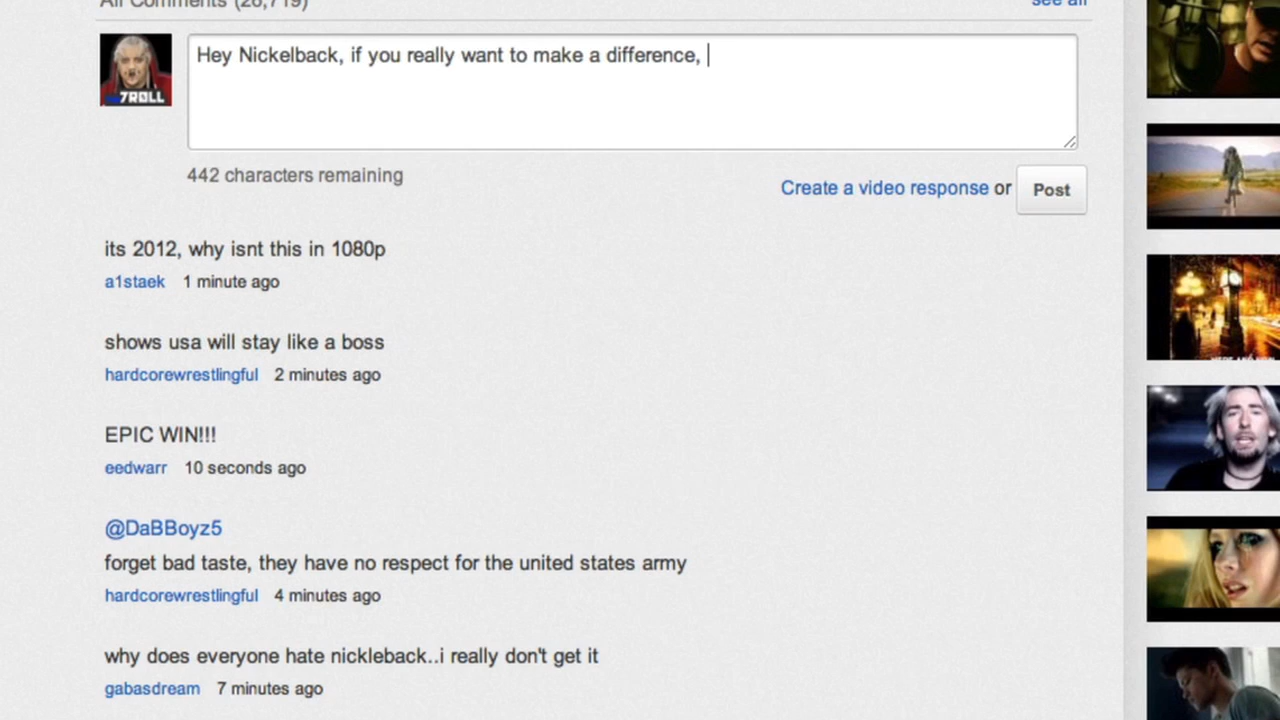 All Comments (26,719)
see all
Hey Nickelback, if you really want to make a difference,
7ROLL
442 characters remaining
Create a video response or
Post
its 2012, why isnt this in 1080p
a1staek 1 minute ago
shows usa will stay like a boss
hardcorewrestlingful 2 minutes ago
EPIC WIN!!!
eedwarr 10 seconds ago
@DaBBoyz5
forget bad taste, they have no respect for the united states army
hardcorewrestlingful 4 minutes ago
why does everyone hate nickleback..i really don't get it
gabasdream 7 minutes ago